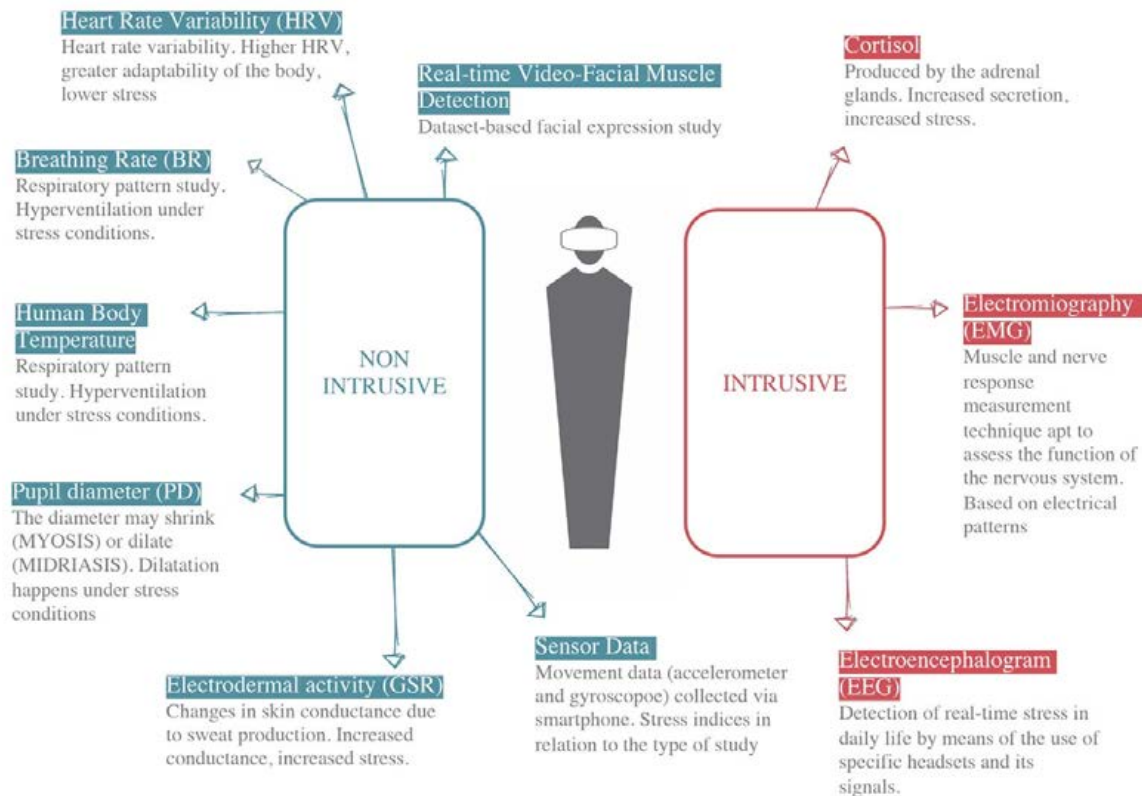 Heart Rate Variability (HRV)
Heart rate variability. Higher HRV,
greater adaptability of the body,
lower stress
Real-time Video-Facial Muscle
Detection
Dataset-based facial expression study
Cortisol
Produced by the adrenal
glands. Increased secretion,
increased stress.
Breathing Rate (BR)
Respiratory pattern study.
Hyperventilation under
stress conditions.
Human Body
Temperature
Respiratory pattern
study. Hyperventilation
under stress conditions.
NON
INTRUSIVE
INTRUSIVE
Electromiography
(EMG)
Muscle and nerve
response
measurement
technique apt to
assess the function of
the nervous system.
Based on electrical
patterns
Pupil diameter (PD)
The diameter may shrink
(MYOSIS) or dilate
(MIDRIASIS). Dilatation
happens under stress
conditions
Electrodermal activity (GSR)
Changes in skin conductance due
to sweat production. Increased
conductance, increased stress.
Sensor Data
Movement data (accelerometer
and gyroscopoe) collected via
smartphone. Stress indices in
relation to the type of study
Electroencephalogram
(EEG)
Detection of real-time stress in
daily life by means of the use of
specific headsets and its
signals.